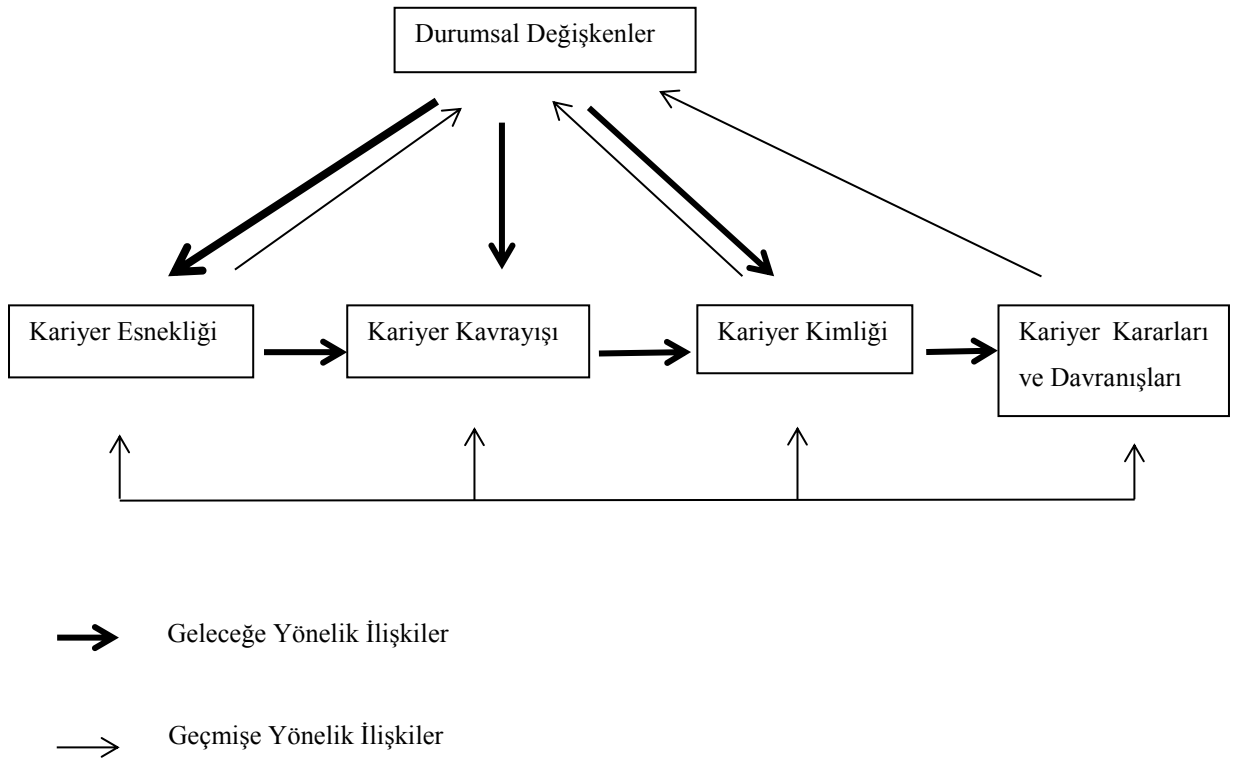 Durumsal Değişkenler
Kariyer Esnekliği
Kariyer Kavrayışı
Kariyer Kimliği
Kariyer Kararları
ve Davranışları
Geleceğe Yönelik İlişkiler
Geçmişe Yönelik İlişkiler